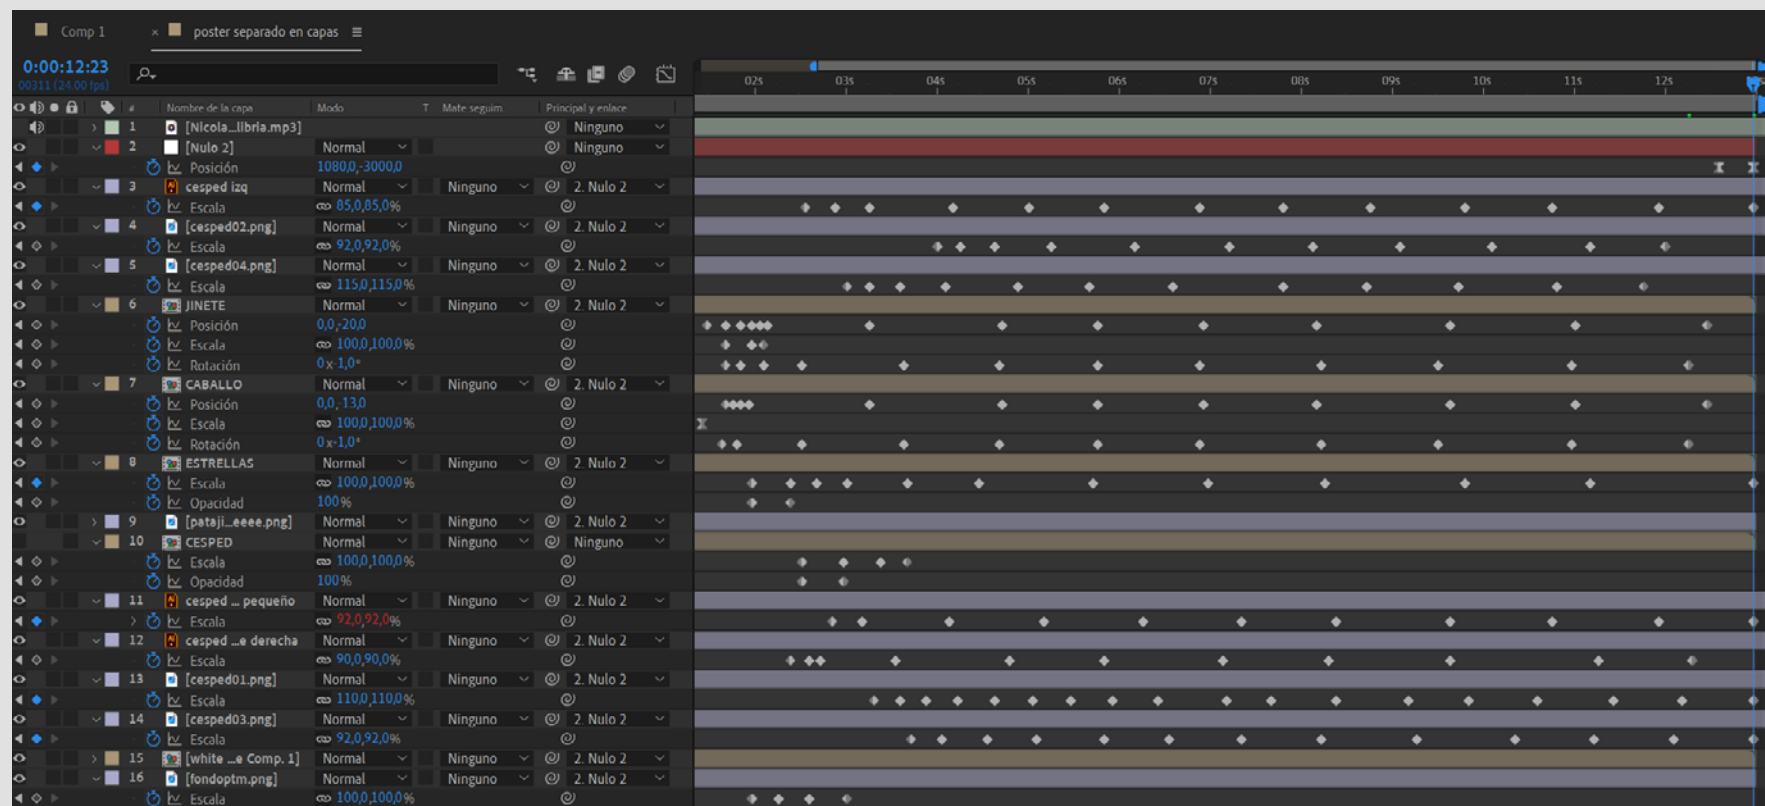 Comp 1 × poster separado en capas
0:00:12:23
00311 (24.00 fps)
02s 03s 04s 05s 06s 07s 08s 09s 10s 11s 12s
# Nombre de la capa Modo T Mate seguim. Principal y enlace
1 [Nicola...libria.mp3] Ninguno
2 [Nulo 2] Normal Ninguno
Posición 1080,0,-3000,0
3 cesped izq Normal Ninguno 2. Nulo 2
Escala 85,0,85,0%
4 [cesped02.png] Normal Ninguno 2. Nulo 2
Escala 92,0,92,0%
5 [cesped04.png] Normal Ninguno 2. Nulo 2
Escala 115,0,115,0%
6 JINETE Normal Ninguno 2. Nulo 2
Posición 0,0,-20,0
Escala 100,0,100,0%
Rotación 0x-1,0°
7 CABALLO Normal Ninguno 2. Nulo 2
Posición 0,0,-13,0
Escala 100,0,100,0%
Rotación 0x-1,0°
8 ESTRELLAS Normal Ninguno 2. Nulo 2
Escala 100,0,100,0%
Opacidad 100%
9 [pataji...eeee.png] Normal Ninguno 2. Nulo 2
10 CESPED Normal Ninguno Ninguno
Escala 100,0,100,0%
Opacidad 100%
11 cesped ... pequeño Normal Ninguno 2. Nulo 2
Escala 92,0,92,0%
12 cesped ...e derecha Normal Ninguno 2. Nulo 2
Escala 90,0,90,0%
13 [cesped01.png] Normal Ninguno 2. Nulo 2
Escala 110,0,110,0%
14 [cesped03.png] Normal Ninguno 2. Nulo 2
Escala 92,0,92,0%
15 [white ...e Comp. 1] Normal Ninguno 2. Nulo 2
16 [fondoptm.png] Normal Ninguno 2. Nulo 2
Escala 100,0,100,0%